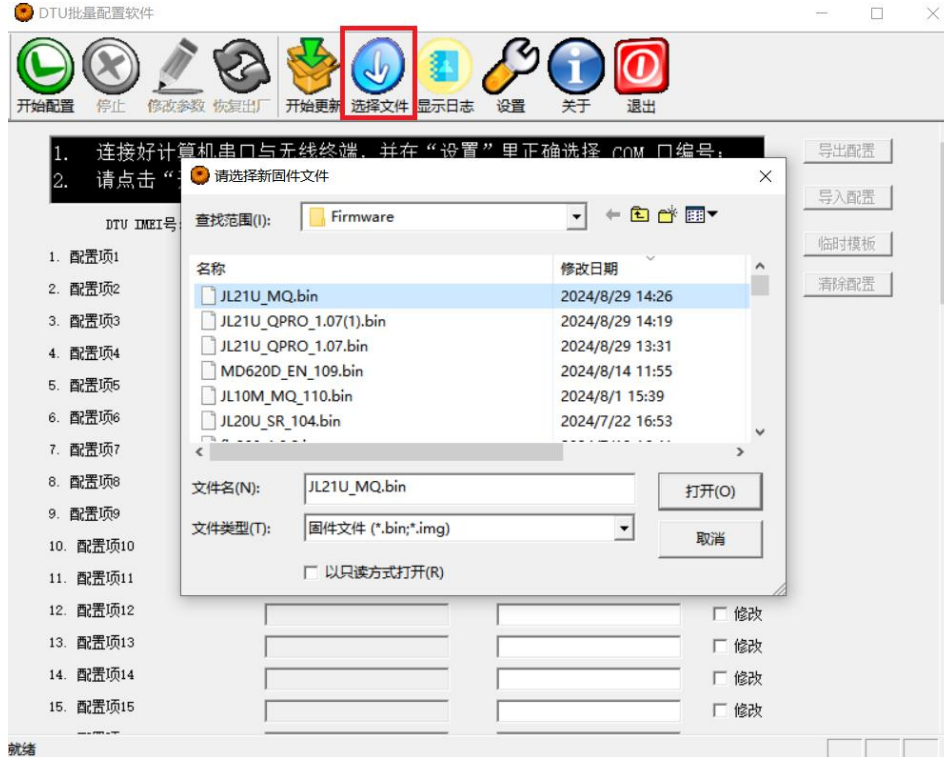 DTU批量配置软件
开始配置 停止 修改参数 恢复出厂 开始更新 选择文件 显示日志 设置 关于 退出
1. 连接好计算机串口与无线终端，并在“设置”里正确选择 COM 口编号；
2. 请点击“
导出配置
导入配置
临时模板
清除配置
DTU IMEI号
请选择新固件文件
查找范围(I): Firmware
名称 修改日期
JL21U_MQ.bin 2024/8/29 14:26
JL21U_QPRO_1.07(1).bin 2024/8/29 14:19
JL21U_QPRO_1.07.bin 2024/8/29 13:31
MD620D_EN_109.bin 2024/8/14 11:55
JL10M_MQ_110.bin 2024/8/1 15:39
JL20U_SR_104.bin 2024/7/22 16:53
文件名(N): JL21U_MQ.bin 打开(O)
文件类型(T): 固件文件 (*.bin;*.img) 取消
以只读方式打开(R)
1. 配置项1
2. 配置项2
3. 配置项3
4. 配置项4
5. 配置项5
6. 配置项6
7. 配置项7
8. 配置项8
9. 配置项9
10. 配置项10
11. 配置项11
12. 配置项12 修改
13. 配置项13 修改
14. 配置项14 修改
15. 配置项15 修改
就绪